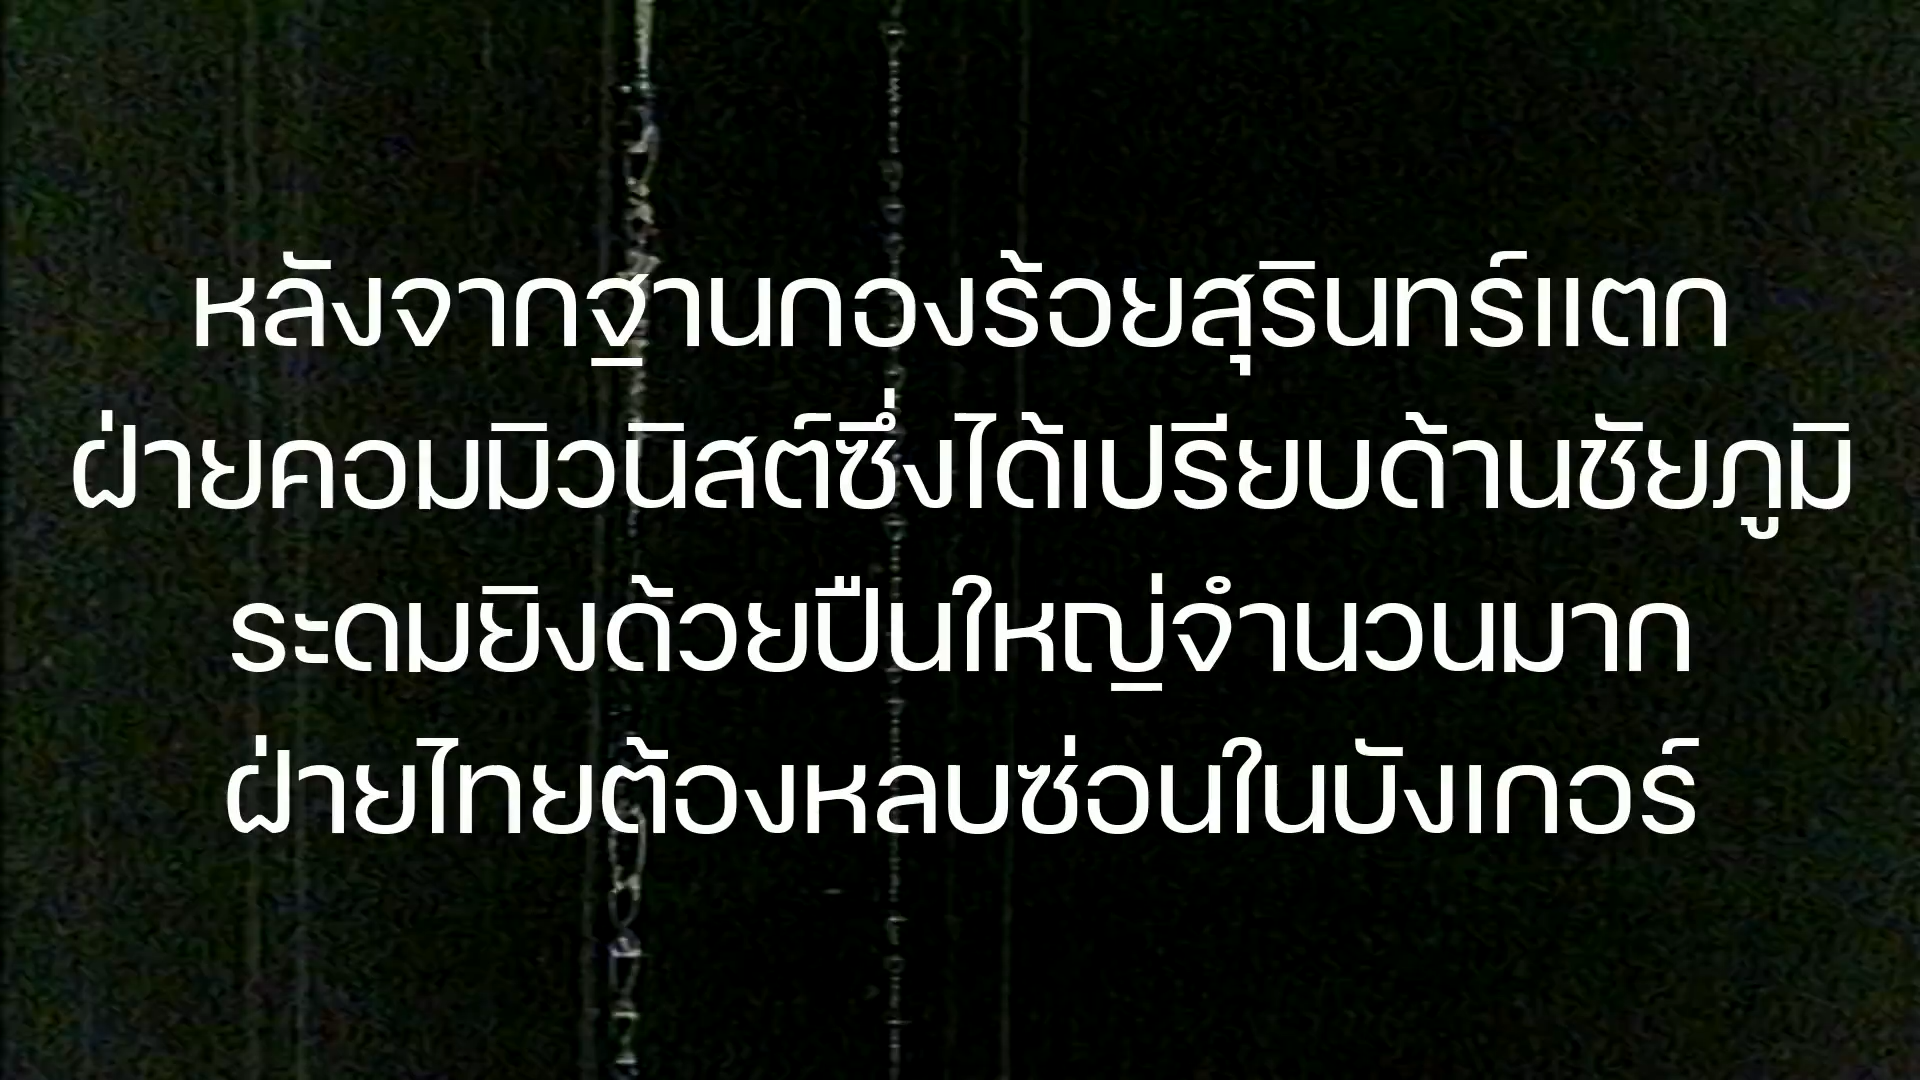 หลังจากฐานกองร้อยสุรินทร์แตก
ฝ่ายคอมมิวนิสต์ซึ่งได้เปรียบด้านชัยภูมิ
ระดมยิงด้วยปืนใหญ่จำนวนมาก
ฝ่ายไทยต้องหลบซ่อนในบังเกอร์